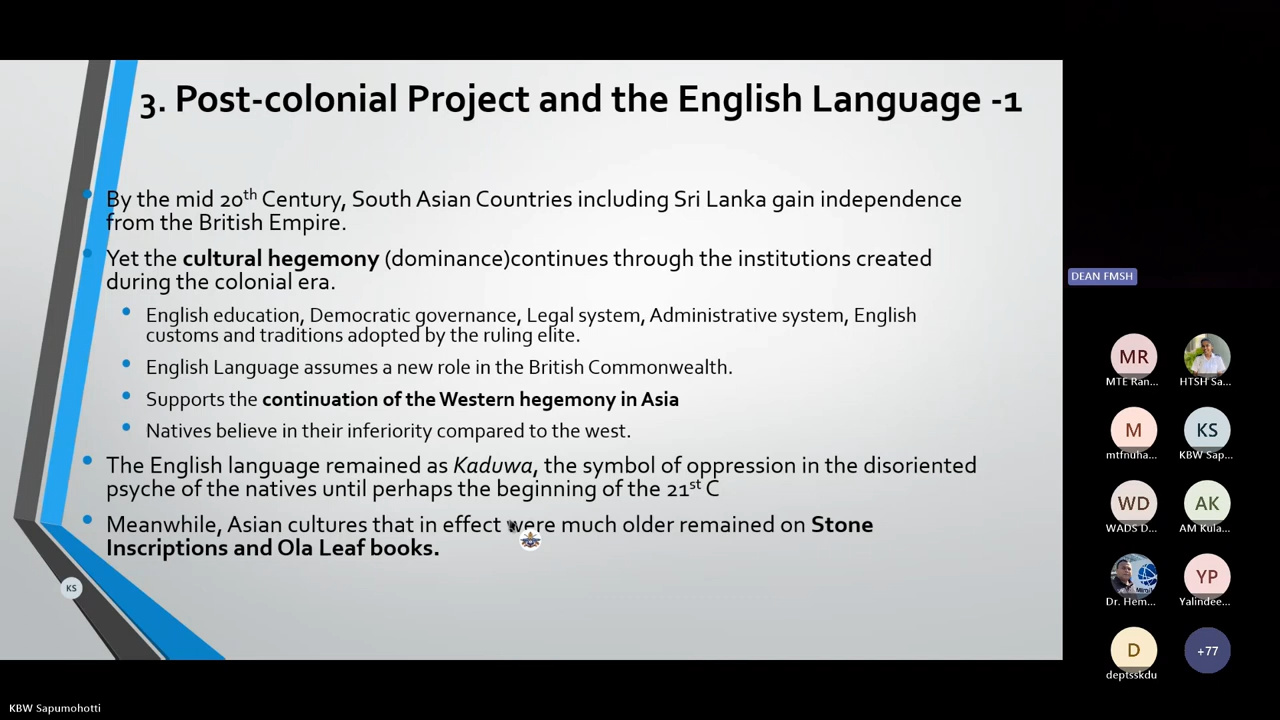 3. Post-colonial Project and the English Language -1
By the mid 20th Century, South Asian Countries including Sri Lanka gain independence
from the British Empire.
Yet the cultural hegemony (dominance)continues through the institutions created
during the colonial era.
English education, Democratic governance, Legal system, Administrative system, English
customs and traditions adopted by the ruling elite.
English Language assumes a new role in the British Commonwealth.
Supports the continuation of the Western hegemony in Asia
Natives believe in their inferiority compared to the west.
The English language remained as Kaduwa, the symbol of oppression in the disoriented
psyche of the natives until perhaps the beginning of the 21st C
Meanwhile, Asian cultures that in effect were much older remained on Stone
Inscriptions and Ola Leaf books.
KS
KBW Sapumohotti
DEAN FMSH
MR
MTE Ran...
HTSH Sa...
M
mtfnuha...
KS
KBW Sap...
WD
WADS D...
AK
AM Kula...
Dr. Hem...
YP
Yalindee...
D
deptsskdu
+77